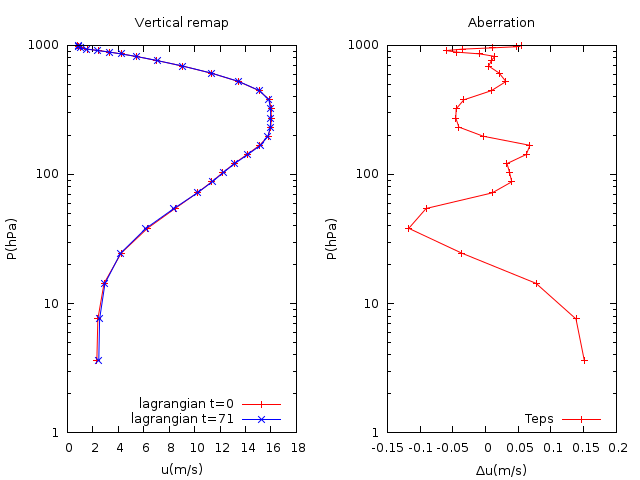 Vertical remap
1000
100
10
1
P(hPa)
lagrangian t=0
lagrangian t=71
0 2 4 6 8 10 12 14 16 18
u(m/s)
Aberration
1000
100
10
1
P(hPa)
Teps
-0.15 -0.1 -0.05 0 0.05 0.1 0.15 0.2
Δu(m/s)